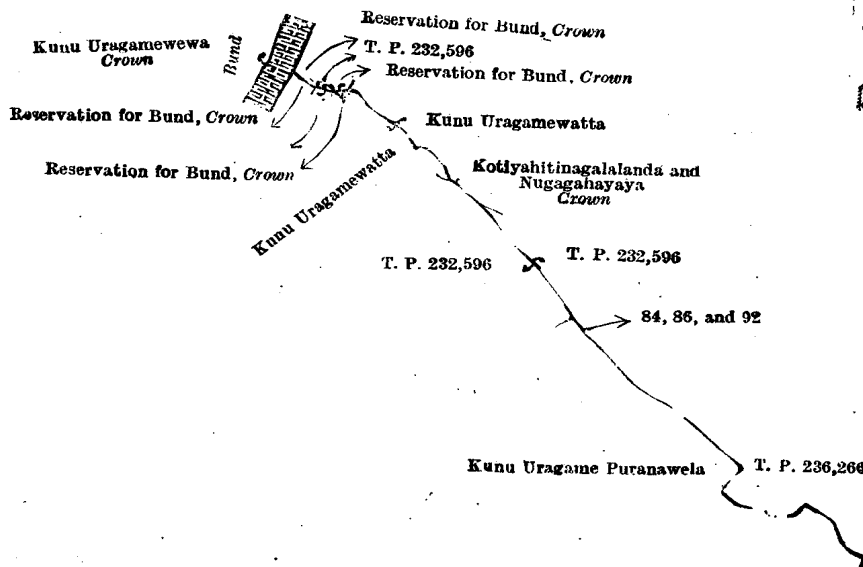 Reservation for Bund, Crown
Kunu Uragamewewa
Crown
Bund
T. P. 232,596
Reservation for Bund, Crown
Reservation for Bund, Crown
Kunu Uragamewatta
Reservation for Bund, Crown
Kunu Uragamewatta
Kotiyahitinagalalanda and
Nugagahayaya
Crown
T. P. 232,596
T. P. 232,596
84, 86, and 92
Kunu Uragame Puranawela
T. P. 236,266